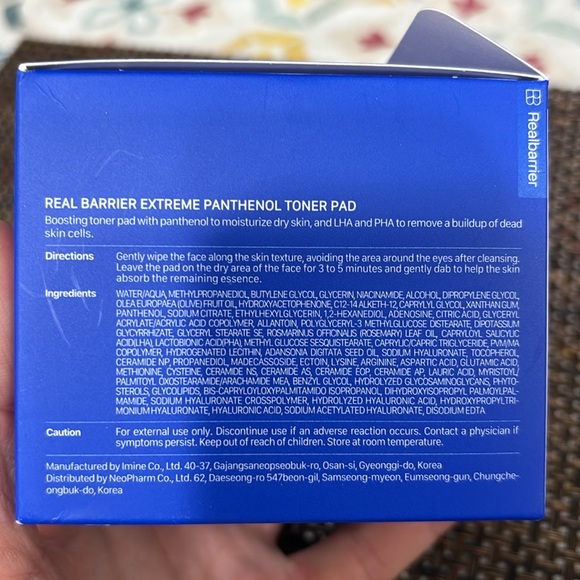 Realbarrier
REAL BARRIER EXTREME PANTHENOL TONER PAD
Boosting toner pad with panthenol to moisturize dry skin, and LHA and PHA to remove a buildup of dead
skin cells.
Directions Gently wipe the face along the skin texture, avoiding the area around the eyes after cleansing.
Leave the pad on the dry area of the face for 3 to 5 minutes and gently dab to help the skin
absorb the remaining essence.
Ingredients WATER/AQUA, METHYLPROPANEDIOL, BUTYLENE GLYCOL, GLYCERIN, NIACINAMIDE, ALCOHOL, DIPROPYLENE GLYCOL,
OLEA EUROPAEA (OLIVE) FRUIT OIL, HYDROXYACETOPHENONE, C12-14 ALKETH-12, CAPRYLYL GLYCOL, XANTHAN GUM,
PANTHENOL, SODIUM CITRATE, ETHYLHEXYLGLYCERIN, 1,2-HEXANEDIOL, ADENOSINE, CITRIC ACID, GLYCERYL
ACRYLATE/ACRYLIC ACID COPOLYMER, ALLANTOIN, POLYGLYCERYL-3 METHYLGLUCOSE DISTEARATE, DIPOTASSIUM
GLYCYRRHIZATE, GLYCERYL STEARATE SE, ROSMARINUS OFFICINALIS (ROSEMARY) LEAF OIL, CAPRYLOYL SALICYLIC
ACID(LHA), LACTOBIONIC ACID(PHA), METHYL GLUCOSE SESQUISTEARATE, CAPRYLIC/CAPRIC TRIGLYCERIDE, PVM/MA
COPOLYMER, HYDROGENATED LECITHIN, ADANSONIA DIGITATA SEED OIL, SODIUM HYALURONATE, TOCOPHEROL,
CERAMIDE NP, PROPANEDIOL, MADECASSOSIDE, ECTOIN, LYSINE, ARGININE, ASPARTIC ACID, GLUTAMIC ACID,
METHIONINE, CYSTEINE, CERAMIDE NS, CERAMIDE AS, CERAMIDE EOP, CERAMIDE AP, LAURIC ACID, MYRISTOYL/
PALMITOYL OXOSTEARAMIDE/ARACHAMIDE MEA, BENZYL GLYCOL, HYDROLYZED GLYCOSAMINOGLYCANS, PHYTO-
STEROLS, GLYCOLIPIDS, BIS-CAPRYLOYLOXYPALMITAMIDO ISOPROPANOL, DIHYDROXYISOPROPYL PALMOYLPAL-
MAMIDE, SODIUM HYALURONATE CROSSPOLYMER, HYDROLYZED HYALURONIC ACID, HYDROXYPROPYLTRI-
MONIUM HYALURONATE, HYALURONIC ACID, SODIUM ACETYLATED HYALURONATE, DISODIUM EDTA
Caution For external use only. Discontinue use if an adverse reaction occurs. Contact a physician if
symptoms persist. Keep out of reach of children. Store at room temperature.
Manufactured by Imine Co., Ltd. 40-37, Gajangsaneopseobuk-ro, Osan-si, Gyeonggi-do, Korea
Distributed by NeoPharm Co., Ltd. 62, Daeseong-ro 547beon-gil, Samseong-myeon, Eumseong-gun, Chungche-
ongbuk-do, Korea